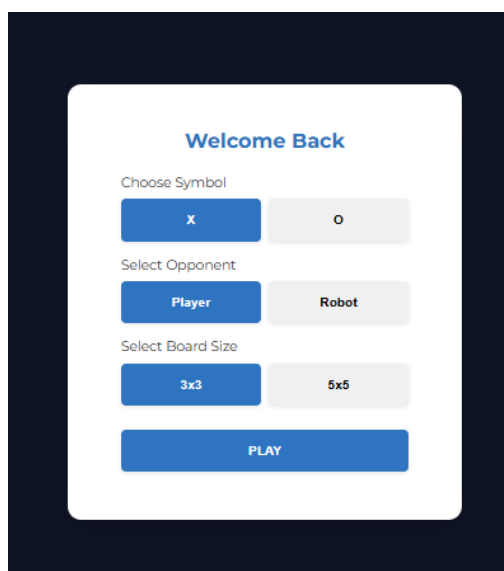 Welcome Back
Choose Symbol
X O
Select Opponent
Player Robot
Select Board Size
3x3 5x5
PLAY